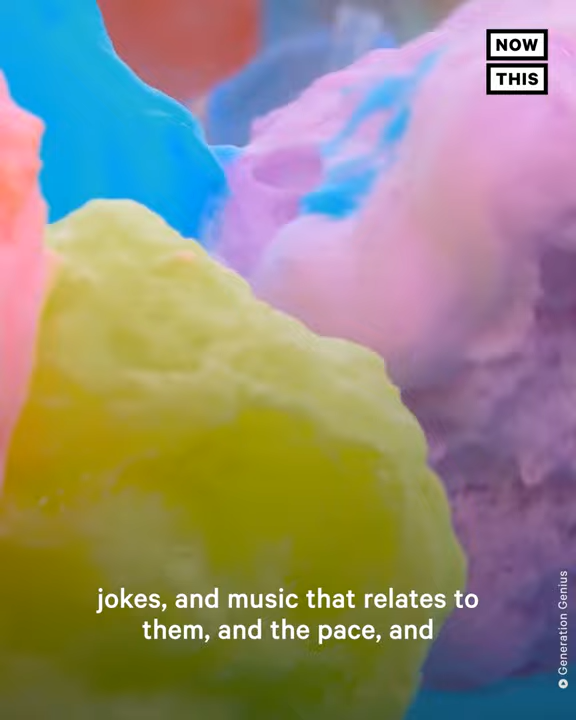 NOW
THIS
jokes, and music that relates to
them, and the pace, and
Generation Genius